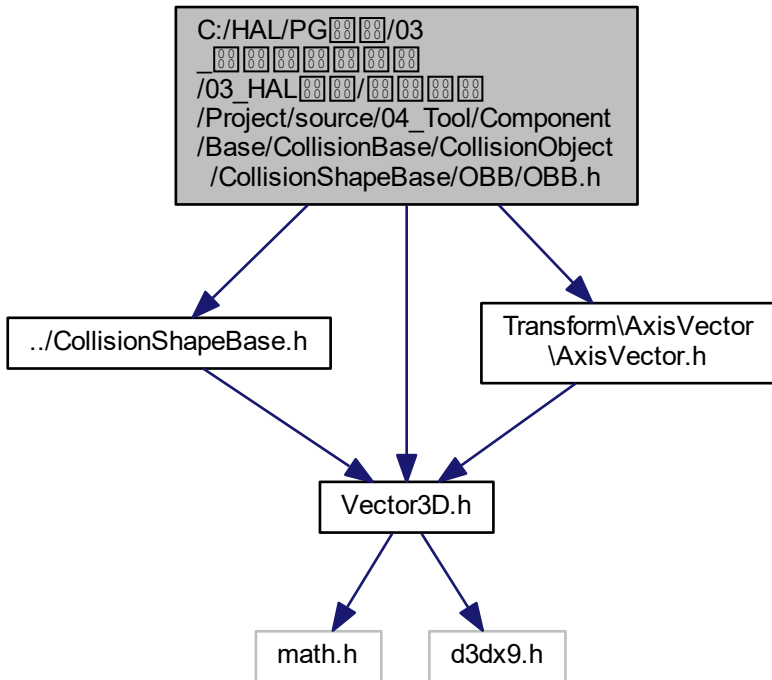 C:/HAL/PG/03
_
/03_HAL/
/Project/source/04_Tool/Component
/Base/CollisionBase/CollisionObject
/CollisionShapeBase/OBB/OBB.h
../CollisionShapeBase.h
Transform\AxisVector
\AxisVector.h
Vector3D.h
math.h
d3dx9.h